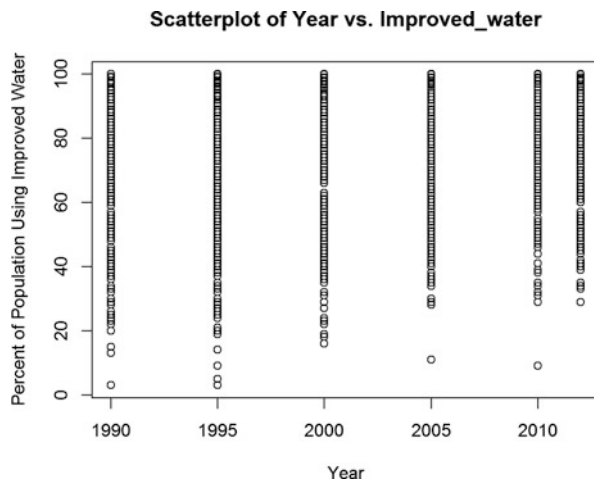 Scatterplot of Year vs. Improved_water
Percent of Population Using Improved Water
100
80
60
40
20
0
1990 1995 2000 2005 2010
Year